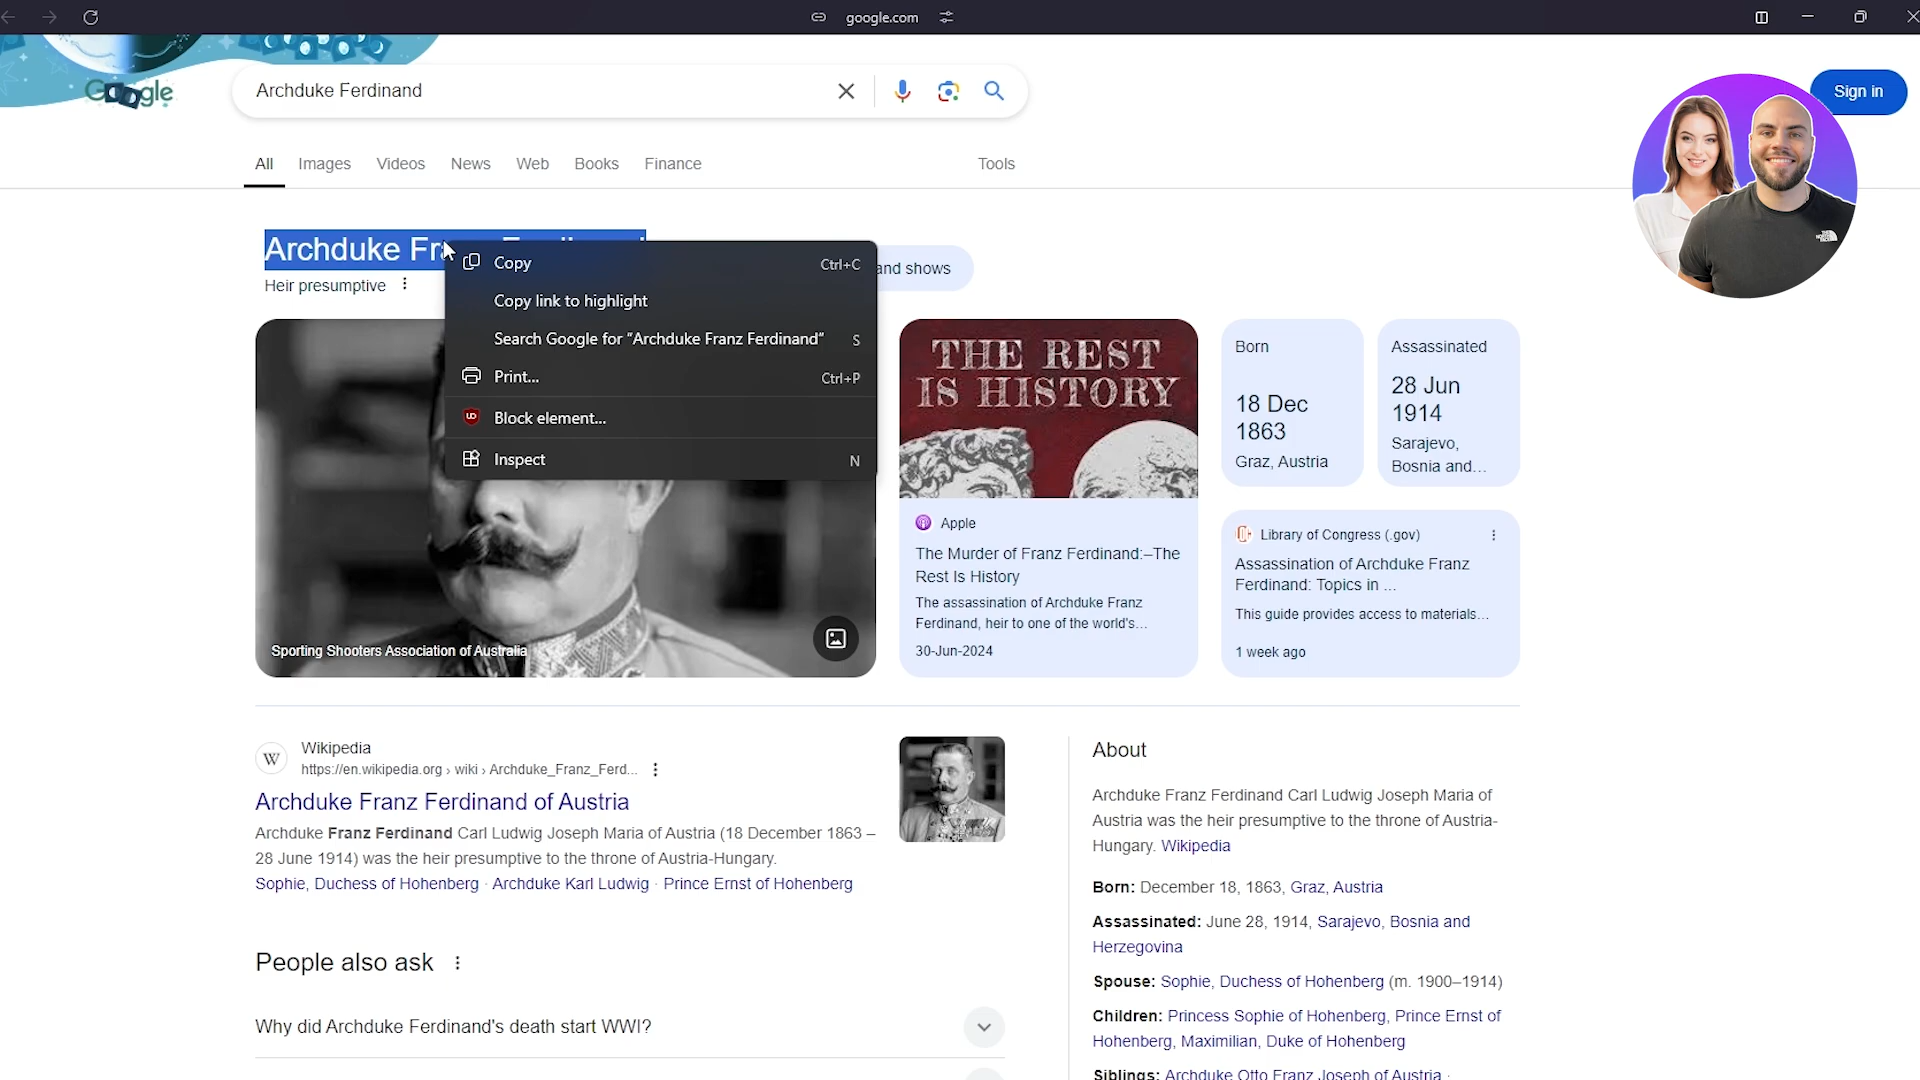 google.com
Google
Archduke Ferdinand
Sign in
All
Images
Videos
News
Web
Books
Finance
Tools
Archduke
Heir presumptive
and shows
Copy
Ctrl+C
Copy link to highlight
Search Google for “Archduke Franz Ferdinand”
S
Print...
Ctrl+P
Block element...
Inspect
N
Sporting Shooters Association of Australia
THE REST
IS HISTORY
Apple
The Murder of Franz Ferdinand:–The
Rest Is History
The assassination of Archduke Franz
Ferdinand, heir to one of the world's...
30-Jun-2024
Born
18 Dec
1863
Graz, Austria
Assassinated
28 Jun
1914
Sarajevo,
Bosnia and...
Library of Congress (.gov)
Assassination of Archduke Franz
Ferdinand: Topics in ...
This guide provides access to materials...
1 week ago
THE NORTH FACE
W
Wikipedia
https://en.wikipedia.org › wiki › Archduke_Franz_Ferd...
Archduke Franz Ferdinand of Austria
Archduke Franz Ferdinand Carl Ludwig Joseph Maria of Austria (18 December 1863 –
28 June 1914) was the heir presumptive to the throne of Austria-Hungary.
Sophie, Duchess of Hohenberg · Archduke Karl Ludwig · Prince Ernst of Hohenberg
People also ask
Why did Archduke Ferdinand's death start WWI?
About
Archduke Franz Ferdinand Carl Ludwig Joseph Maria of
Austria was the heir presumptive to the throne of Austria-
Hungary. Wikipedia
Born: December 18, 1863, Graz, Austria
Assassinated: June 28, 1914, Sarajevo, Bosnia and
Herzegovina
Spouse: Sophie, Duchess of Hohenberg (m. 1900–1914)
Children: Princess Sophie of Hohenberg, Prince Ernst of
Hohenberg, Maximilian, Duke of Hohenberg
Siblings: Archduke Otto Franz Joseph of Austria ·